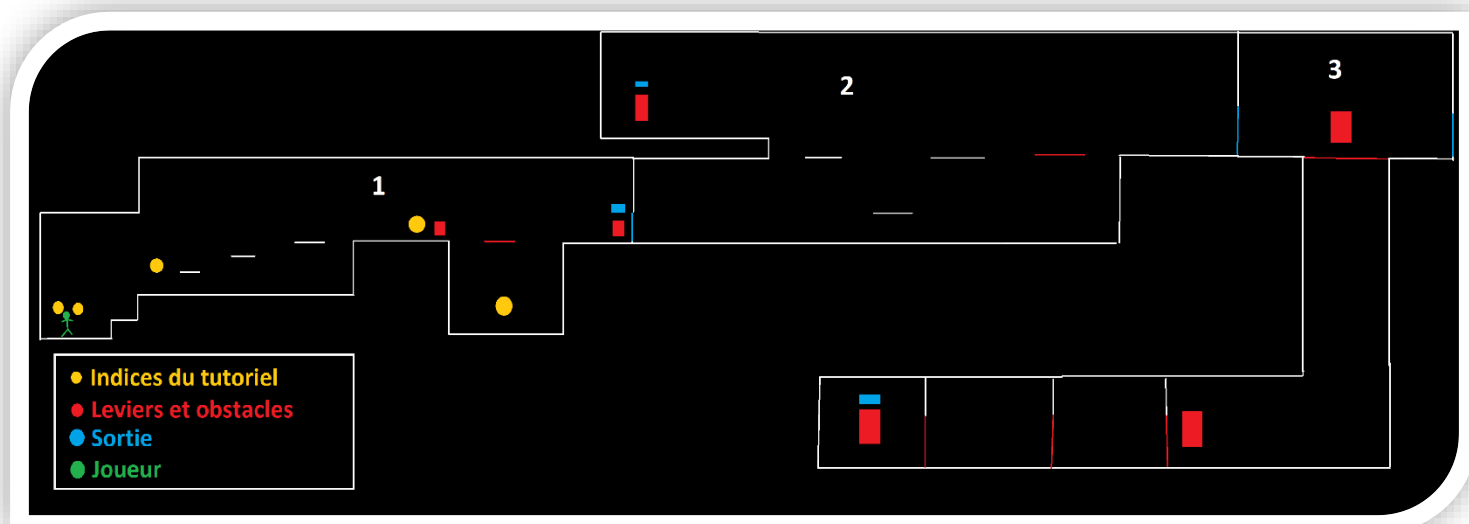 3
2
1
Indices du tutoriel
Leviers et obstacles
Sortie
Joueur